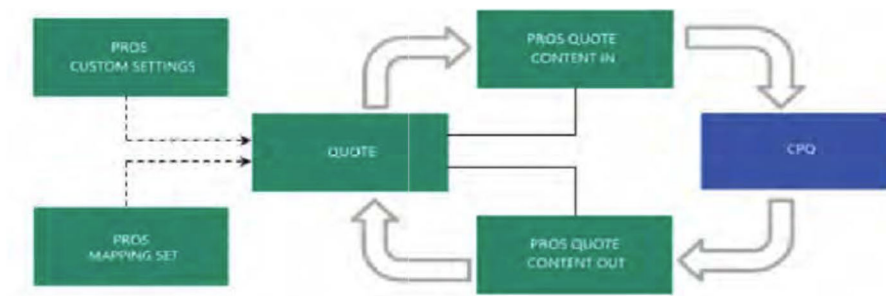 PROS
CUSTOM SETTINGS
PROS QUOTE
CONTENT IN
QUOTE
CPQ
PROS
MAPPING SET
PROS QUOTE
CONTENT OUT